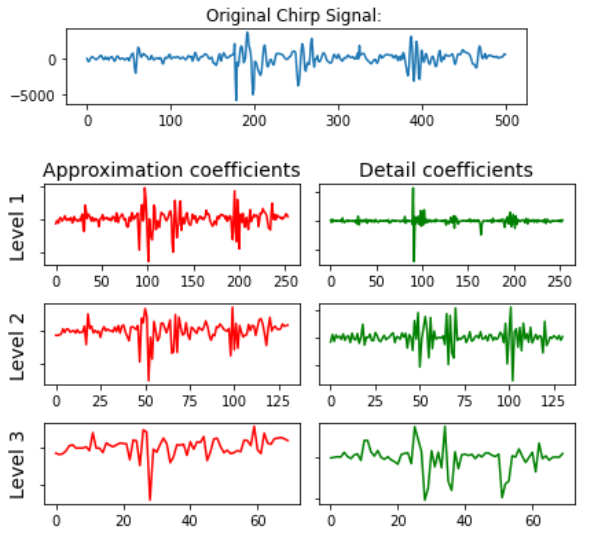 Original Chirp Signal:
0
−5000
0 100 200 300 400 500
Approximation coefficients Detail coefficients
Level 1
0 50 100 150 200 250 0 50 100 150 200 250
Level 2
0 25 50 75 100 125 0 25 50 75 100 125
Level 3
0 20 40 60 0 20 40 60